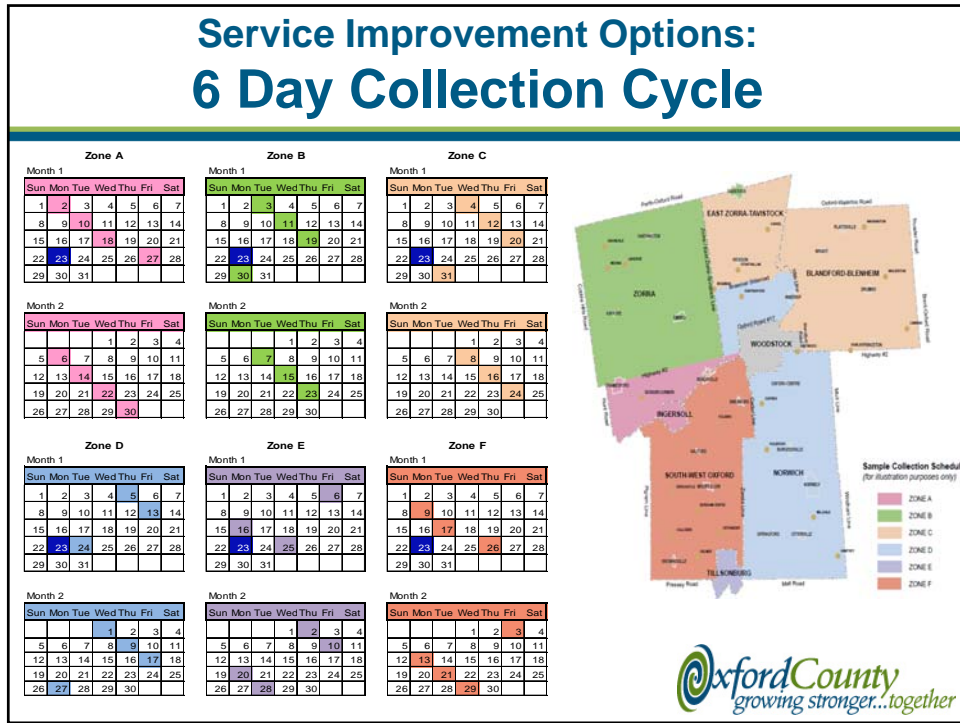 Service Improvement Options:
6 Day Collection Cycle
Zone A
Month 1
Sun Mon Tue Wed Thu Fri Sat
1 2 3 4 5 6 7
8 9 10 11 12 13 14
15 16 17 18 19 20 21
22 23 24 25 26 27 28
29 30 31
Month 2
Sun Mon Tue Wed Thu Fri Sat
1 2 3 4
5 6 7 8 9 10 11
12 13 14 15 16 17 18
19 20 21 22 23 24 25
26 27 28 29 30
Zone B
Month 1
Sun Mon Tue Wed Thu Fri Sat
1 2 3 4 5 6 7
8 9 10 11 12 13 14
15 16 17 18 19 20 21
22 23 24 25 26 27 28
29 30 31
Month 2
Sun Mon Tue Wed Thu Fri Sat
1 2 3 4
5 6 7 8 9 10 11
12 13 14 15 16 17 18
19 20 21 22 23 24 25
26 27 28 29 30
Zone C
Month 1
Sun Mon Tue Wed Thu Fri Sat
1 2 3 4 5 6 7
8 9 10 11 12 13 14
15 16 17 18 19 20 21
22 23 24 25 26 27 28
29 30 31
Month 2
Sun Mon Tue Wed Thu Fri Sat
1 2 3 4
5 6 7 8 9 10 11
12 13 14 15 16 17 18
19 20 21 22 23 24 25
26 27 28 29 30
Zone D
Month 1
Sun Mon Tue Wed Thu Fri Sat
1 2 3 4 5 6 7
8 9 10 11 12 13 14
15 16 17 18 19 20 21
22 23 24 25 26 27 28
29 30 31
Month 2
Sun Mon Tue Wed Thu Fri Sat
1 2 3 4
5 6 7 8 9 10 11
12 13 14 15 16 17 18
19 20 21 22 23 24 25
26 27 28 29 30
Zone E
Month 1
Sun Mon Tue Wed Thu Fri Sat
1 2 3 4 5 6 7
8 9 10 11 12 13 14
15 16 17 18 19 20 21
22 23 24 25 26 27 28
29 30 31
Month 2
Sun Mon Tue Wed Thu Fri Sat
1 2 3 4
5 6 7 8 9 10 11
12 13 14 15 16 17 18
19 20 21 22 23 24 25
26 27 28 29 30
Zone F
Month 1
Sun Mon Tue Wed Thu Fri Sat
1 2 3 4 5 6 7
8 9 10 11 12 13 14
15 16 17 18 19 20 21
22 23 24 25 26 27 28
29 30 31
Month 2
Sun Mon Tue Wed Thu Fri Sat
1 2 3 4
5 6 7 8 9 10 11
12 13 14 15 16 17 18
19 20 21 22 23 24 25
26 27 28 29 30
Perth-Oxford Road
EAST ZORRA-TAVISTOCK
Oxford-Waterloo Road
BLANDFORD-BLENHEIM
ZORRA
WOODSTOCK
Highway #2
Highway #2
INGERSOLL
SOUTH-WEST OXFORD
NORWICH
TILLSONBURG
Pressey Road
Mall Road
Sample Collection Schedul
(for illustration purposes only)
ZONE A
ZONE B
ZONE C
ZONE D
ZONE E
ZONE F
Oxford County
growing stronger...together